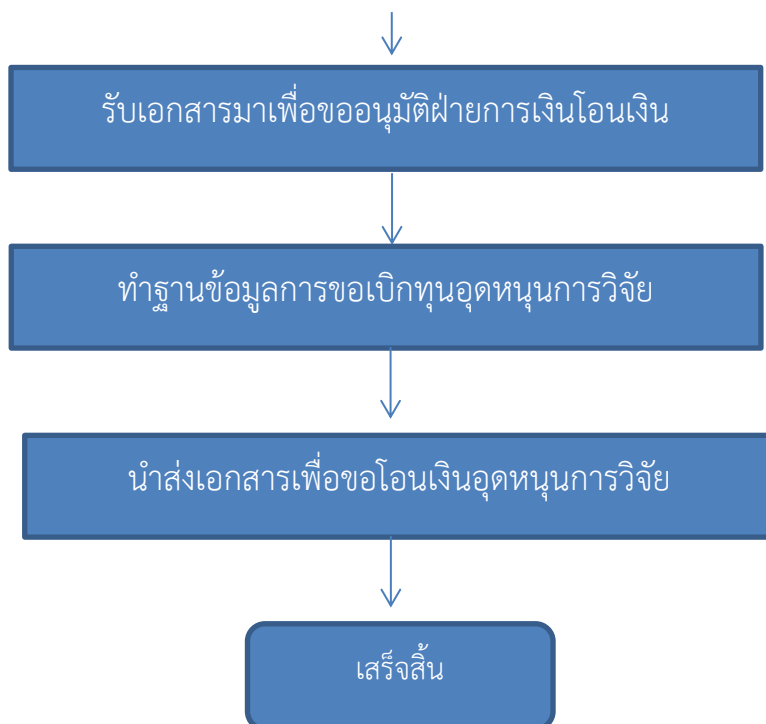 รับเอกสารมาเพื่อขออนุมัติฝ่ายการเงินโอนเงิน
ทำฐานข้อมูลการขอเบิกทุนอุดหนุนการวิจัย
นำส่งเอกสารเพื่อขอโอนเงินอุดหนุนการวิจัย
เสร็จสิ้น